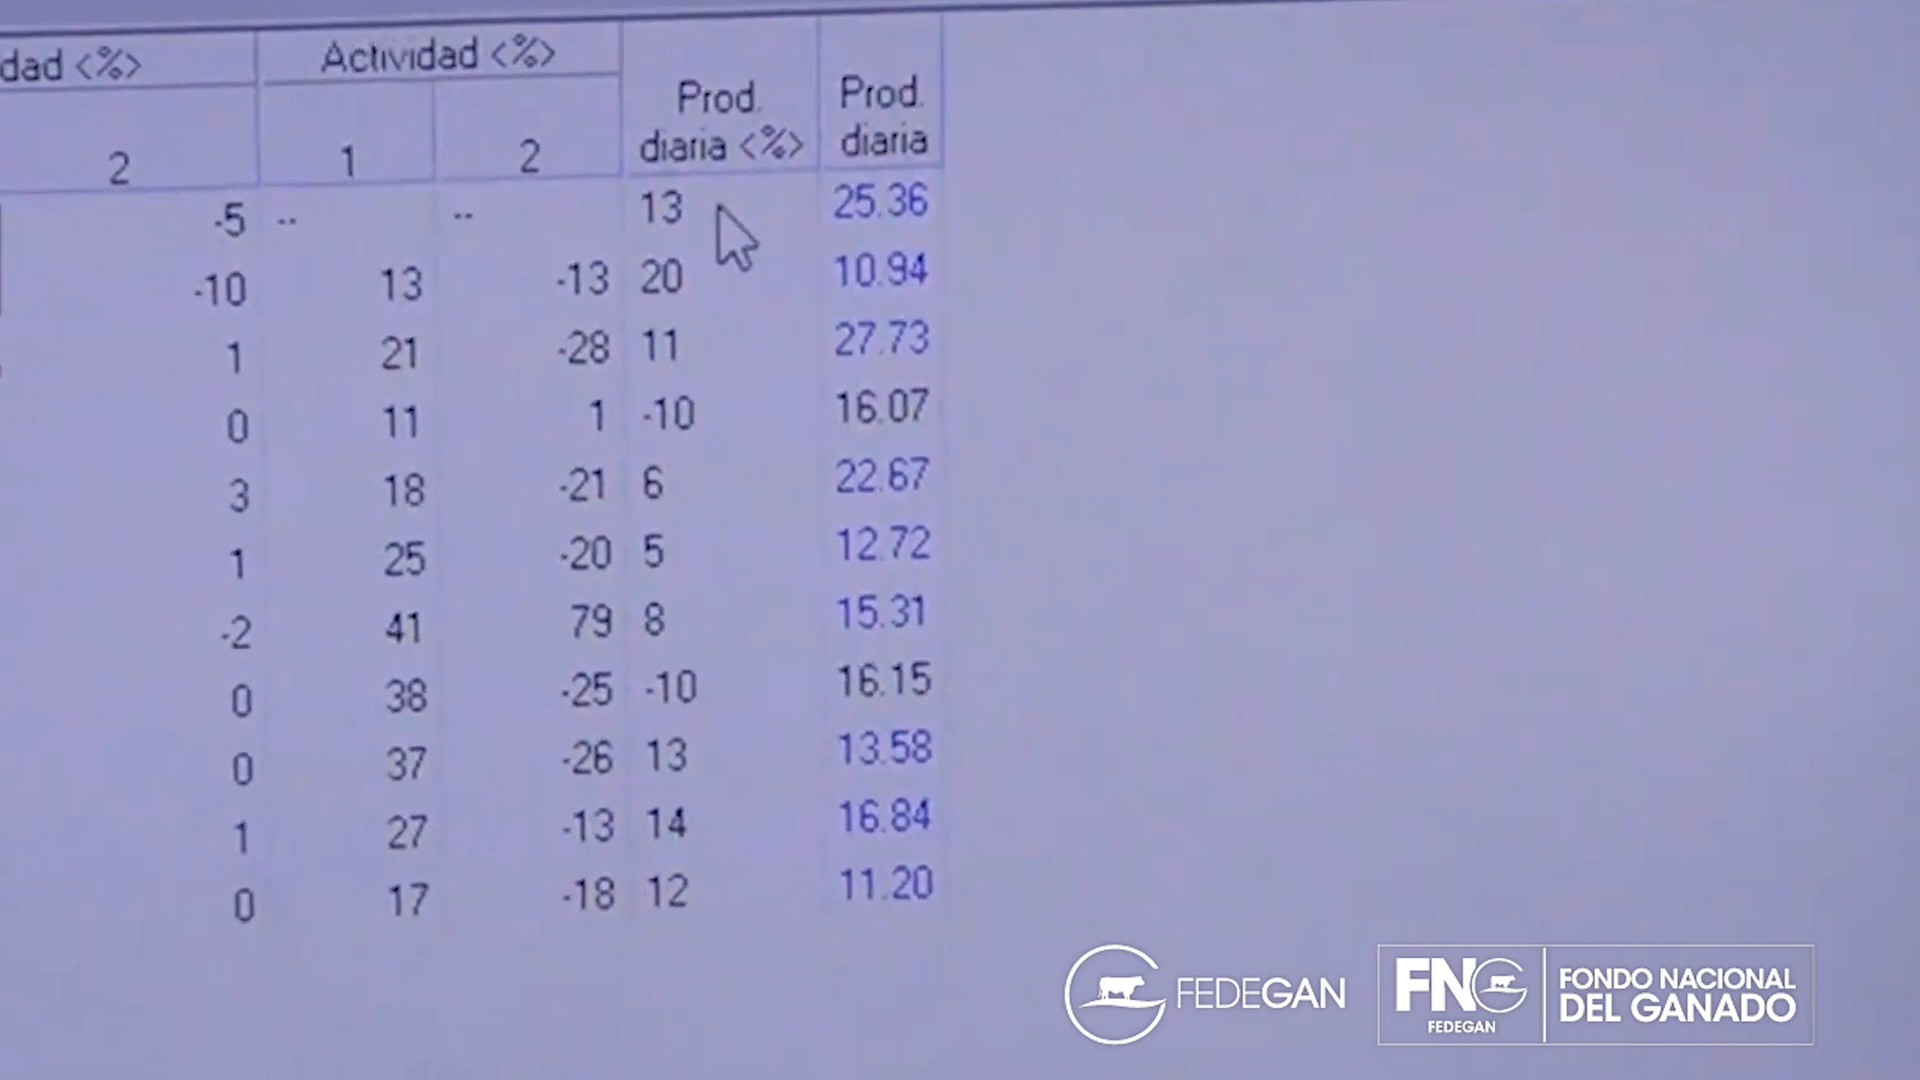 dad <%> Actividad <%> Prod. diaria <%> Prod. diaria
2 1 2
-5 -- -- 13 25.36
-10 13 -13 20 10.94
1 21 -28 11 27.73
0 11 1 -10 16.07
3 18 -21 6 22.67
1 25 -20 5 12.72
-2 41 79 8 15.31
0 38 -25 -10 16.15
0 37 -26 13 13.58
1 27 -13 14 16.84
0 17 -18 12 11.20
FEDEGAN
FNG
FEDEGAN
FONDO NACIONAL
DEL GANADO